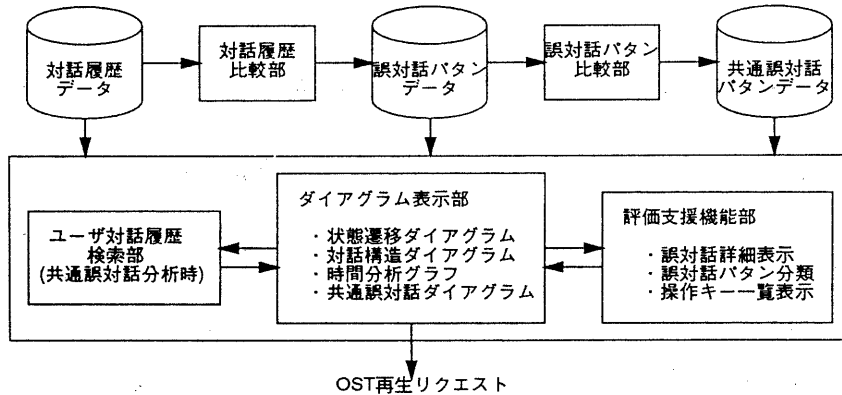 対話履歴
データ
対話履歴
比較部
誤対話パタン
データ
誤対話パタン
比較部
共通誤対話
パタンデータ
ユーザ対話履歴
検索部
(共通誤対話分析時)
ダイアグラム表示部
・状態遷移ダイアグラム
・対話構造ダイアグラム
・時間分析グラフ
・共通誤対話ダイアグラム
評価支援機能部
・誤対話詳細表示
・誤対話パタン分類
・操作キー一覧表示
OST再生リクエスト